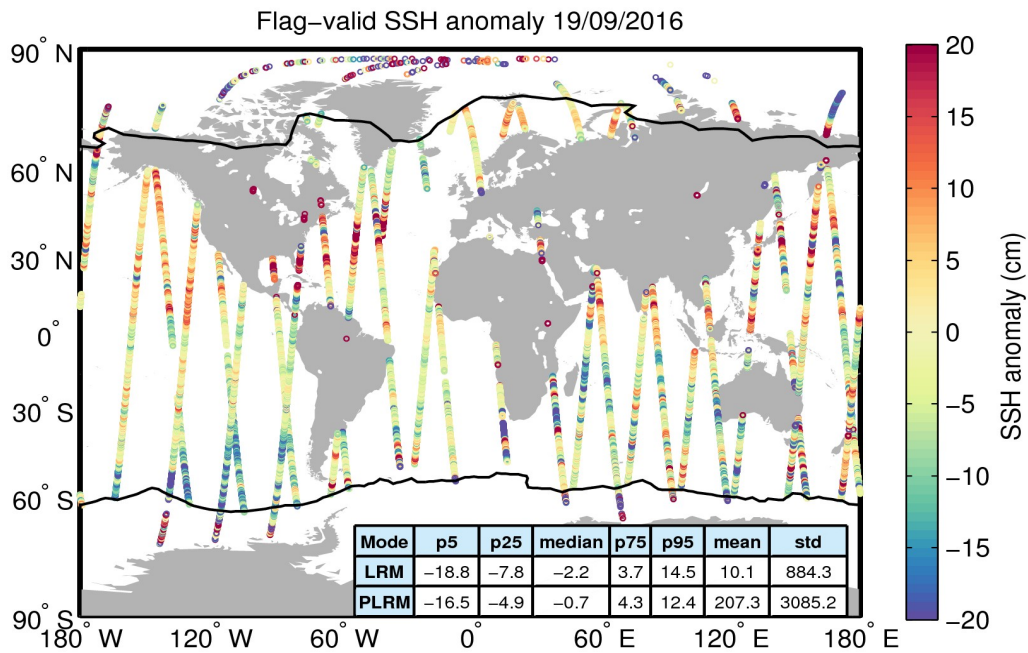 Flag−valid SSH anomaly 19/09/2016
90° N
60° N
30° N
0°
30° S
60° S
90° S
180° W
120° W
60° W
0°
60° E
120° E
180° E
Mode p5 p25 median p75 p95 mean std
LRM −18.8 −7.8 −2.2 3.7 14.5 10.1 884.3
PLRM −16.5 −4.9 −0.7 4.3 12.4 207.3 3085.2
20
15
10
5
0
−5
−10
−15
−20
SSH anomaly (cm)